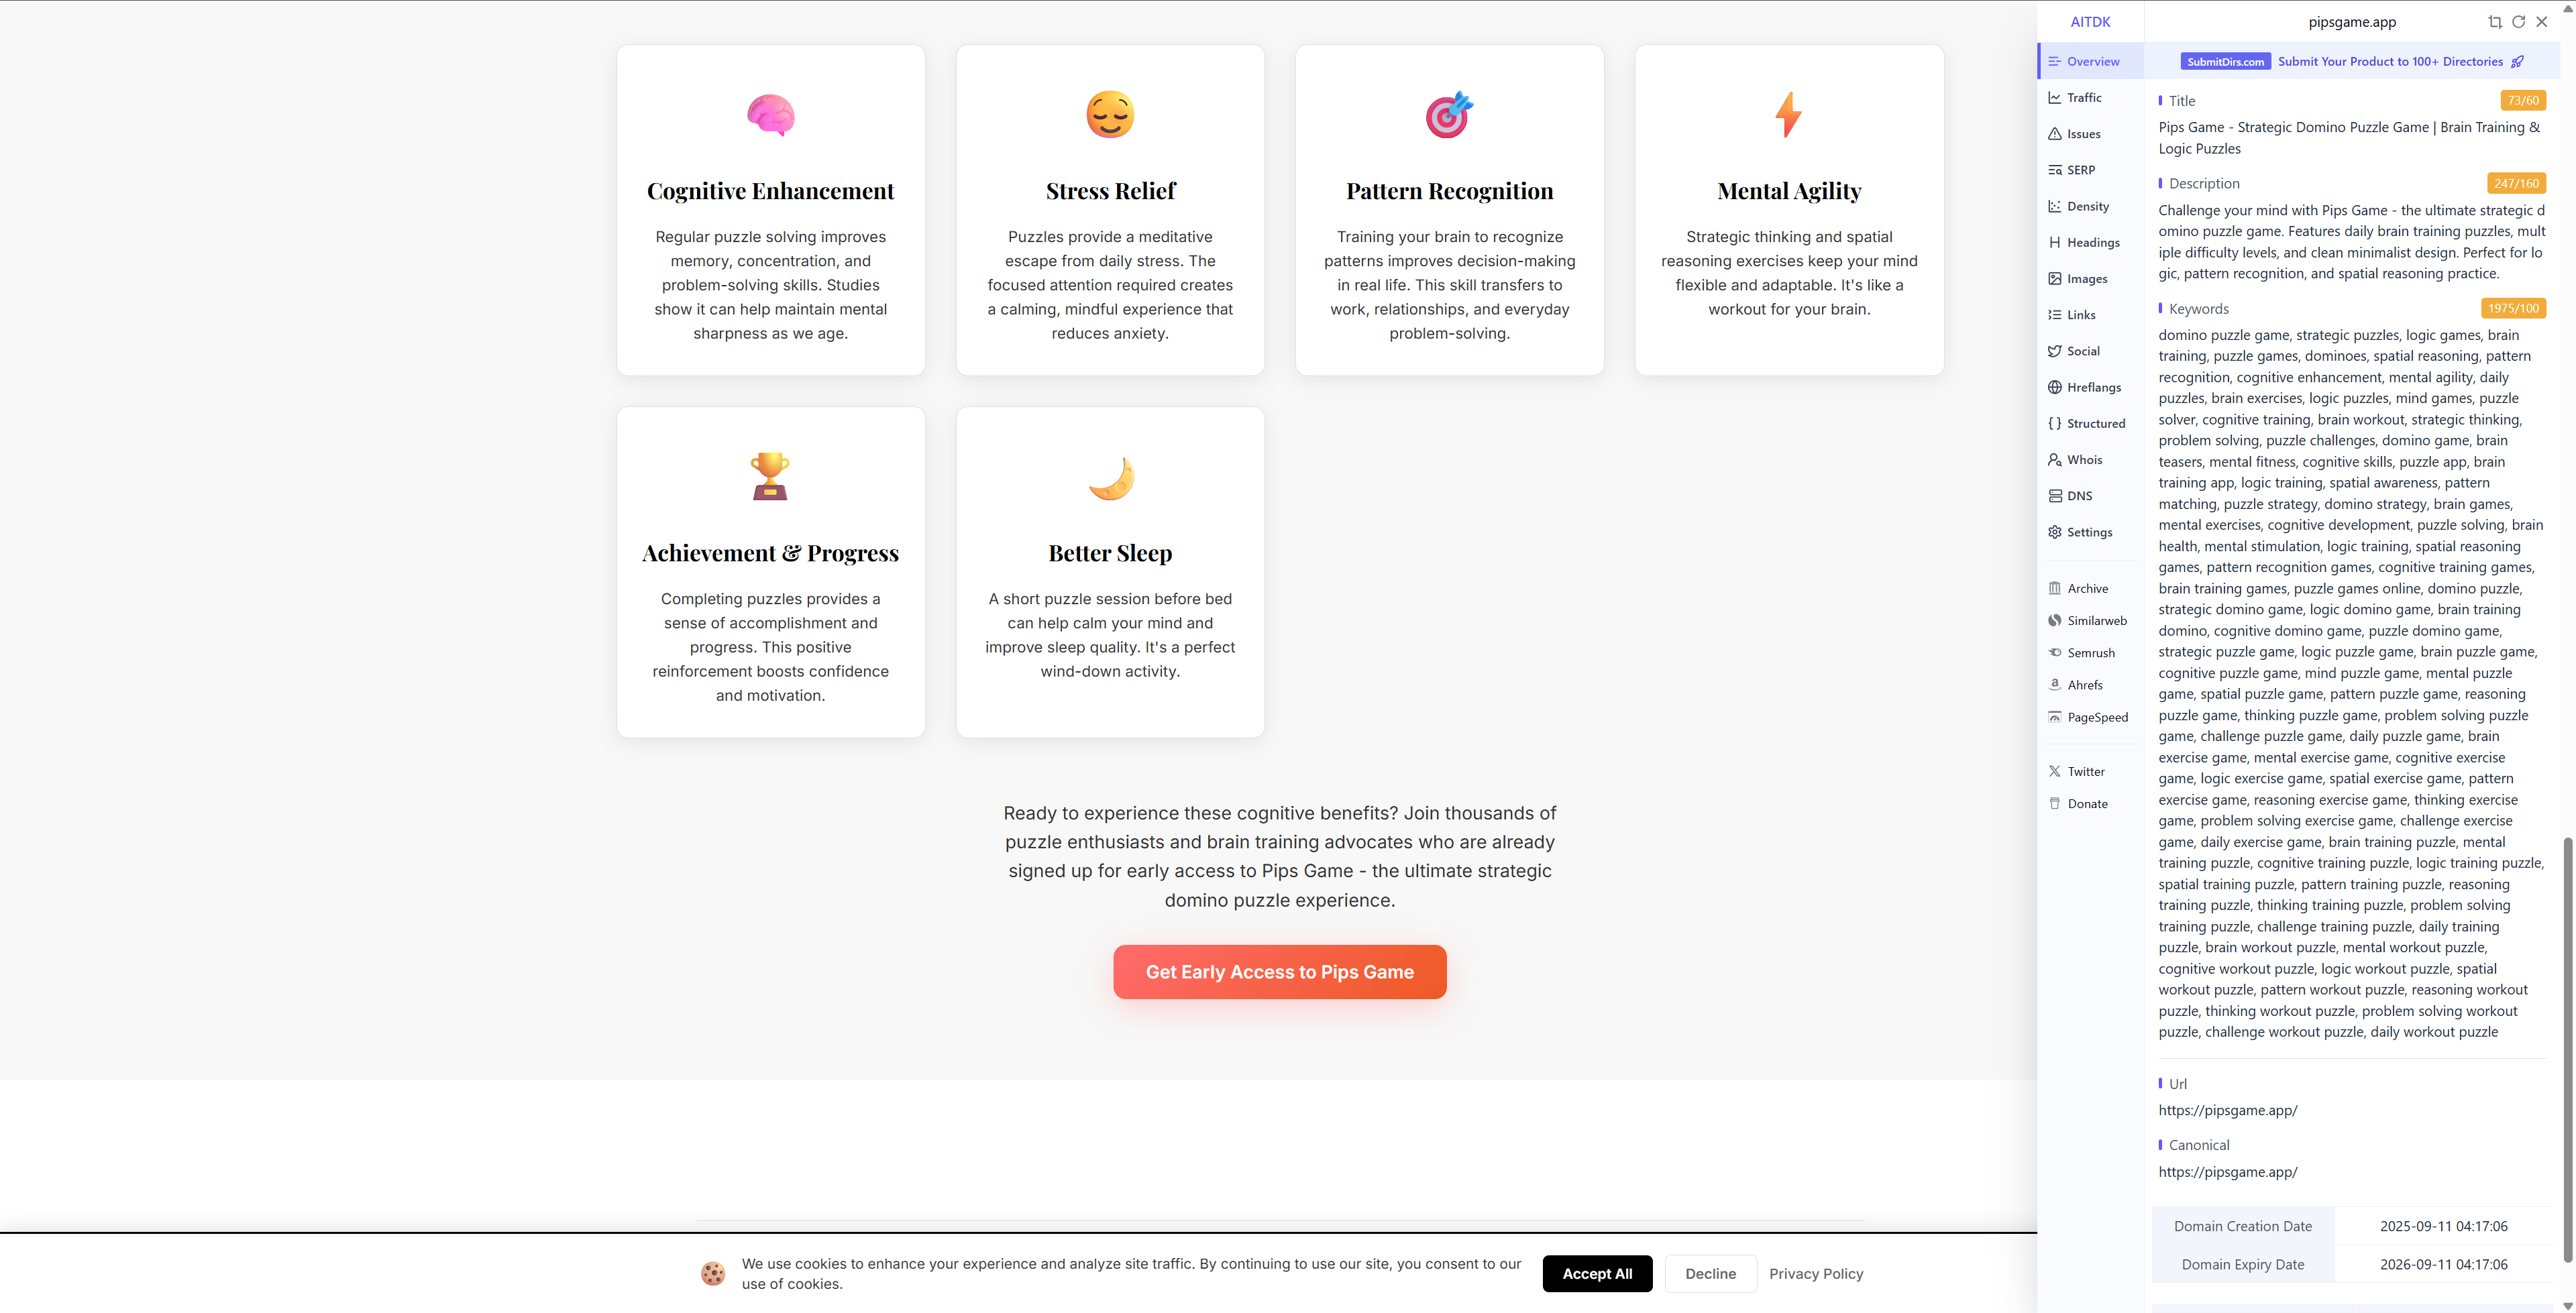 Cognitive Enhancement
Regular puzzle solving improves
memory, concentration, and
problem-solving skills. Studies
show it can help maintain mental
sharpness as we age.
Stress Relief
Puzzles provide a meditative
escape from daily stress. The
focused attention required creates
a calming, mindful experience that
reduces anxiety.
Pattern Recognition
Training your brain to recognize
patterns improves decision-making
in real life. This skill transfers to
work, relationships, and everyday
problem-solving.
Mental Agility
Strategic thinking and spatial
reasoning exercises keep your mind
flexible and adaptable. It's like a
workout for your brain.
Achievement & Progress
Completing puzzles provides a
sense of accomplishment and
progress. This positive
reinforcement boosts confidence
and motivation.
Better Sleep
A short puzzle session before bed
can help calm your mind and
improve sleep quality. It's a perfect
wind-down activity.
Ready to experience these cognitive benefits? Join thousands of
puzzle enthusiasts and brain training advocates who are already
signed up for early access to Pips Game - the ultimate strategic
domino puzzle experience.
Get Early Access to Pips Game
We use cookies to enhance your experience and analyze site traffic. By continuing to use our site, you consent to our
use of cookies.
Accept All
Decline
Privacy Policy
AITDK
Overview
Traffic
Issues
SERP
Density
Headings
Images
Links
Social
Hreflangs
Structured
Whois
DNS
Settings
Archive
Similarweb
Semrush
Ahrefs
PageSpeed
Twitter
Donate
pipsgame.app
SubmitDirs.com Submit Your Product to 100+ Directories
Title 73/60
Pips Game - Strategic Domino Puzzle Game | Brain Training &
Logic Puzzles
Description 247/160
Challenge your mind with Pips Game - the ultimate strategic d
omino puzzle game. Features daily brain training puzzles, mult
iple difficulty levels, and clean minimalist design. Perfect for lo
gic, pattern recognition, and spatial reasoning practice.
Keywords 1975/100
domino puzzle game, strategic puzzles, logic games, brain
training, puzzle games, dominoes, spatial reasoning, pattern
recognition, cognitive enhancement, mental agility, daily
puzzles, brain exercises, logic puzzles, mind games, puzzle
solver, cognitive training, brain workout, strategic thinking,
problem solving, puzzle challenges, domino game, brain
teasers, mental fitness, cognitive skills, puzzle app, brain
training app, logic training, spatial awareness, pattern
matching, puzzle strategy, domino strategy, brain games,
mental exercises, cognitive development, puzzle solving, brain
health, mental stimulation, logic training, spatial reasoning
games, pattern recognition games, cognitive training games,
brain training games, puzzle games online, domino puzzle,
strategic domino game, logic domino game, brain training
domino, cognitive domino game, puzzle domino game,
strategic puzzle game, logic puzzle game, brain puzzle game,
cognitive puzzle game, mind puzzle game, mental puzzle
game, spatial puzzle game, pattern puzzle game, reasoning
puzzle game, thinking puzzle game, problem solving puzzle
game, challenge puzzle game, daily puzzle game, brain
exercise game, mental exercise game, cognitive exercise
game, logic exercise game, spatial exercise game, pattern
exercise game, reasoning exercise game, thinking exercise
game, problem solving exercise game, challenge exercise
game, daily exercise game, brain training puzzle, mental
training puzzle, cognitive training puzzle, logic training puzzle,
spatial training puzzle, pattern training puzzle, reasoning
training puzzle, thinking training puzzle, problem solving
training puzzle, challenge training puzzle, daily training
puzzle, brain workout puzzle, mental workout puzzle,
cognitive workout puzzle, logic workout puzzle, spatial
workout puzzle, pattern workout puzzle, reasoning workout
puzzle, thinking workout puzzle, problem solving workout
puzzle, challenge workout puzzle, daily workout puzzle
Url
https://pipsgame.app/
Canonical
https://pipsgame.app/
Domain Creation Date 2025-09-11 04:17:06
Domain Expiry Date 2026-09-11 04:17:06